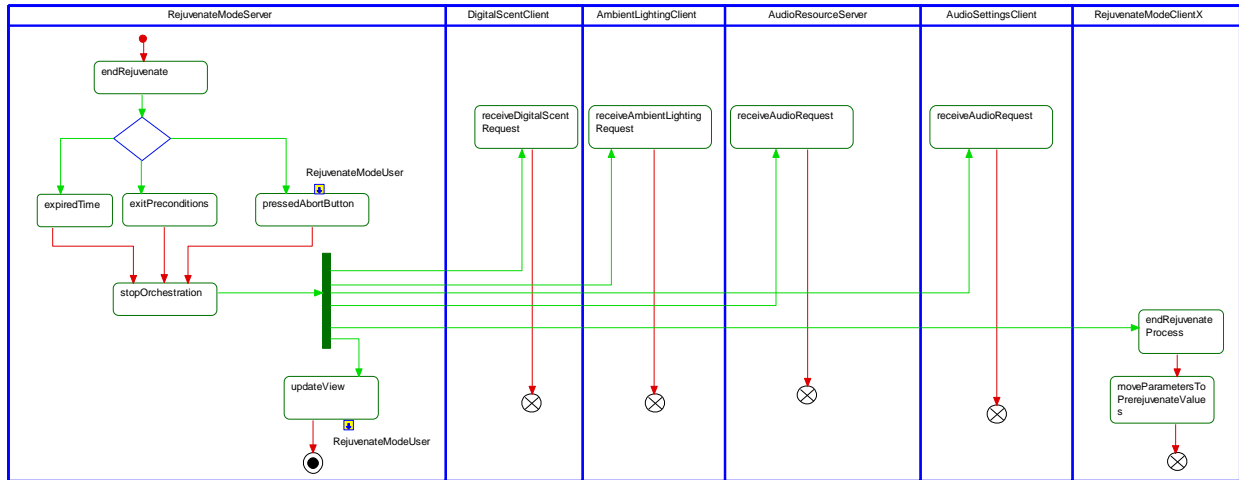 RejuvenateModeServer
DigitalScentClient
AmbientLightingClient
AudioResourceServer
AudioSettingsClient
RejuvenateModeClientX
endRejuvenate
receiveDigitalScent
Request
receiveAmbientLighting
Request
receiveAudioRequest
receiveAudioRequest
RejuvenateModeUser
expiredTime
exitPreconditions
pressedAbortButton
stopOrchestration
endRejuvenate
Process
updateView
moveParametersTo
PrerejuvenateValue
s
RejuvenateModeUser